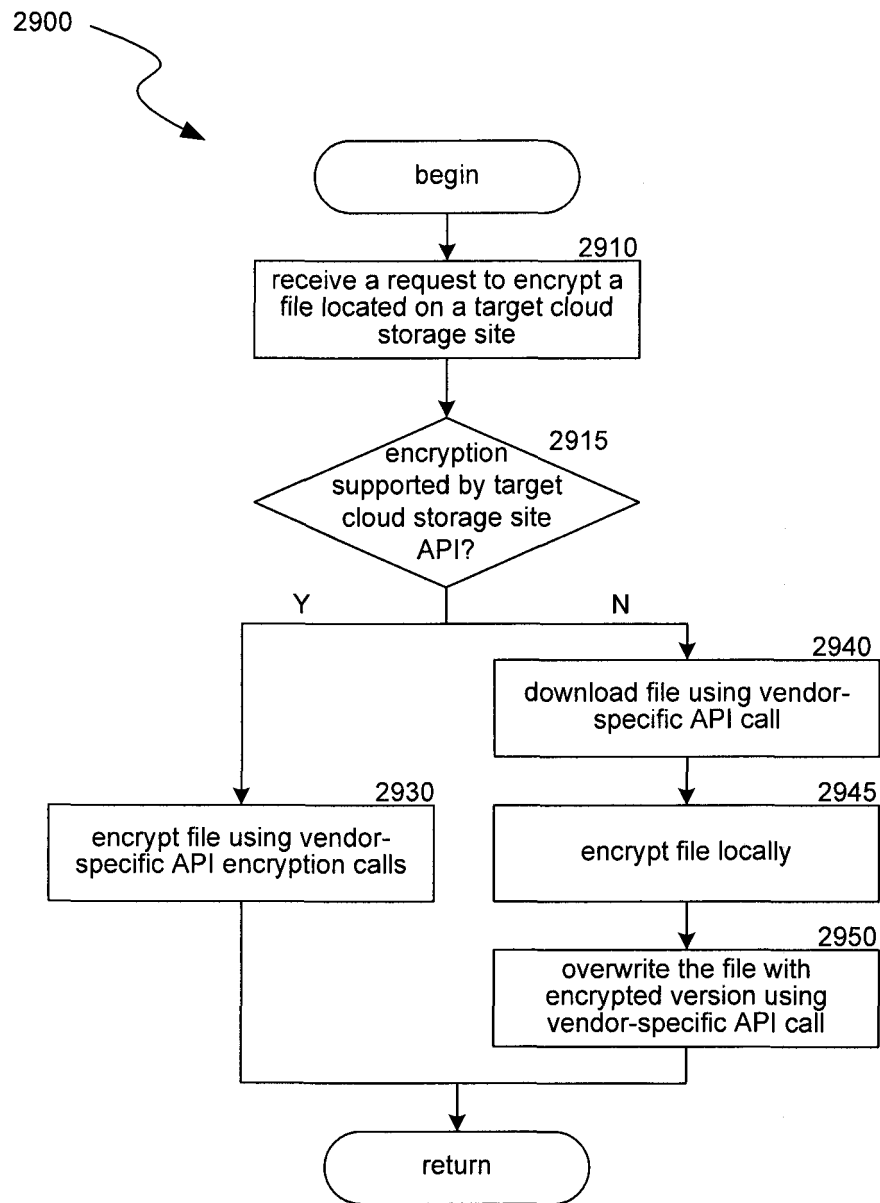 2900
begin
2910
receive a request to encrypt a
file located on a target cloud
storage site
2915
encryption
supported by target
cloud storage site
API?
Y
N
2940
download file using vendor-
specific API call
2930
encrypt file using vendor-
specific API encryption calls
2945
encrypt file locally
2950
overwrite the file with
encrypted version using
vendor-specific API call
return